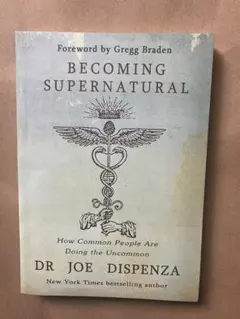 Foreword by Gregg Braden
BECOMING
SUPERNATURAL
How Common People Are
Doing the Uncommon
DR JOE DISPENZA
New York Times bestselling author